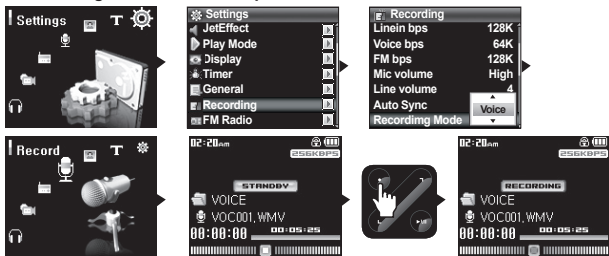 Settings
T
Settings
JetEffect
Play Mode
Display
Timer
General
Recording
FM Radio
Recording
Linein bps 128K
Voice bps 64K
FM bps 128K
Mic volume High
Line volume 4
Auto Sync
Voice
Recordimg Mode
Record
T
02:20AM
256KBPS
STANDBY
VOICE
VOC001.WMV
00:00:00 00:05:25
02:20AM
256KBPS
RECORDING
VOICE
VOC001.WMV
00:00:00 00:05:25